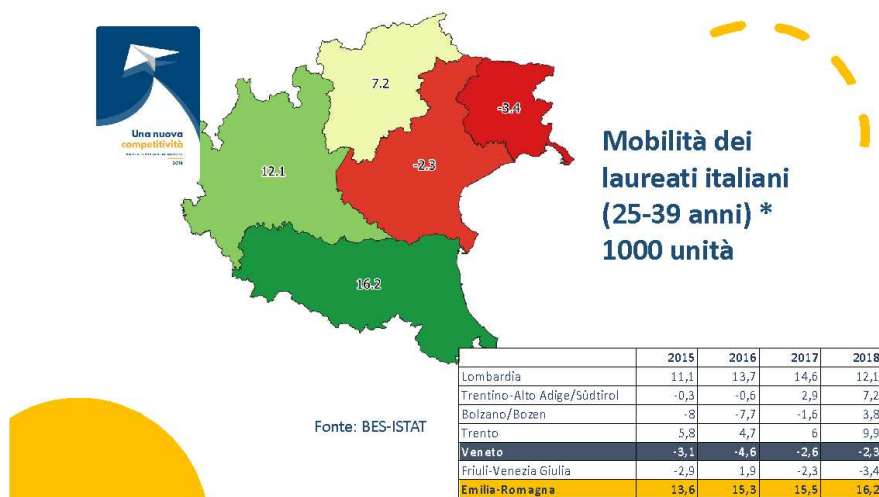 Una nuova
competitività
2019
7.2
-3.4
12.1
-2.3
16.2
Mobilità dei
laureati italiani
(25-39 anni) *
1000 unità
Fonte: BES-ISTAT
2015 2016 2017 2018
Lombardia 11,1 13,7 14,6 12,1
Trentino-Alto Adige/Südtirol -0,3 -0,6 2,9 7,2
Bolzano/Bozen -8 -7,7 -1,6 3,8
Trento 5,8 4,7 6 9,9
Veneto -3,1 -4,6 -2,6 -2,3
Friuli-Venezia Giulia -2,9 1,9 -2,3 -3,4
Emilia-Romagna 13,6 15,3 15,5 16,2